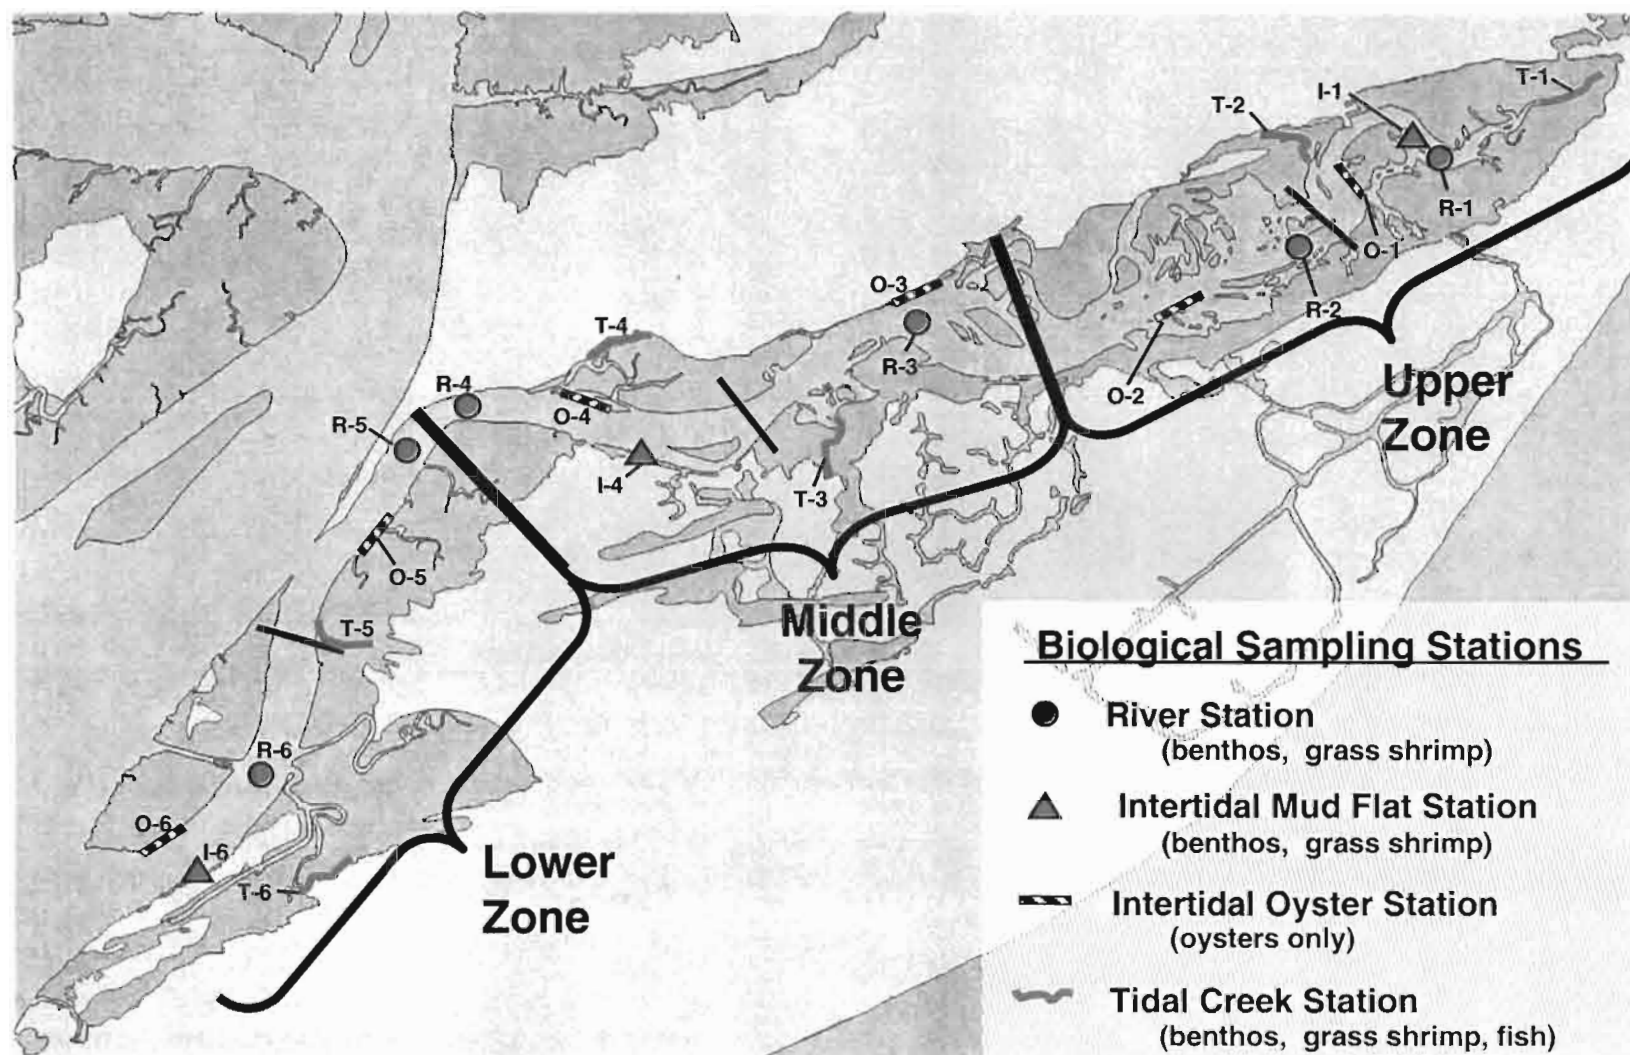 T-1
I-1
T-2
R-1
O-1
O-3
R-2
T-4
R-3
Upper
Zone
R-4
O-2
O-4
R-5
I-4
T-3
O-5
Middle
Zone
T-5
Biological Sampling Stations
River Station
(benthos, grass shrimp)
R-6
Intertidal Mud Flat Station
(benthos, grass shrimp)
O-6
I-6
T-6
Lower
Zone
Intertidal Oyster Station
(oysters only)
Tidal Creek Station
(benthos, grass shrimp, fish)